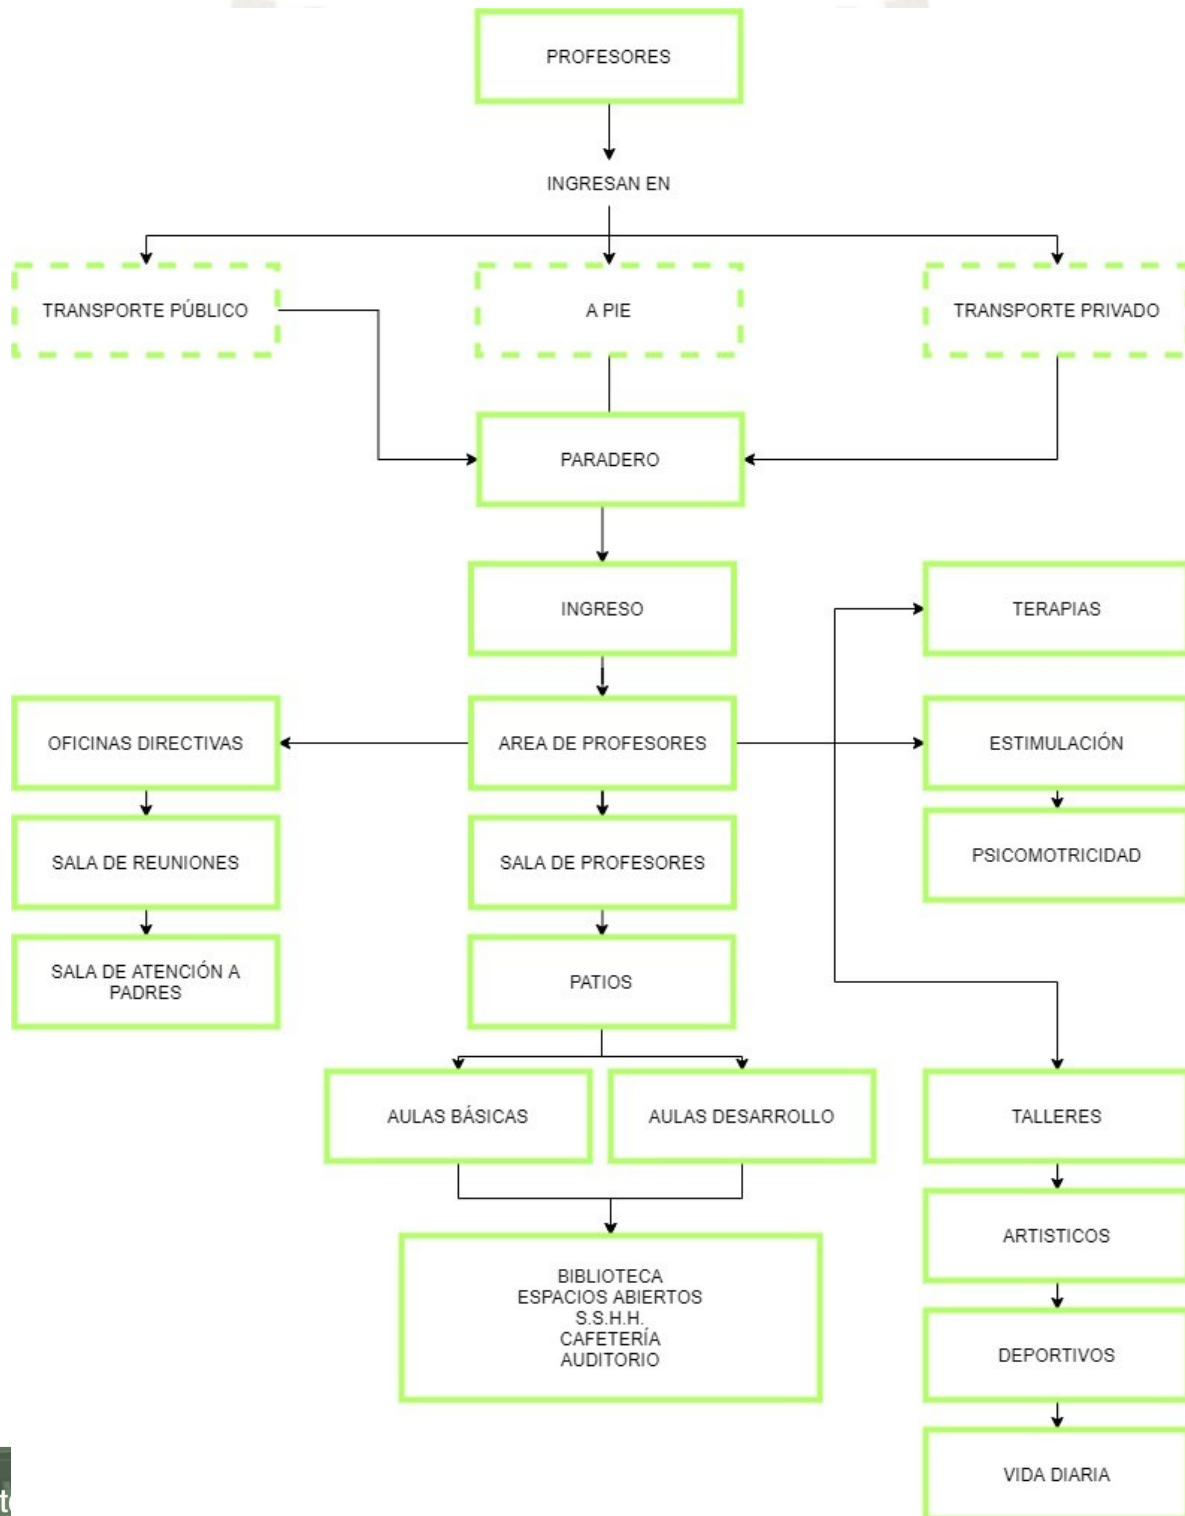 PROFESORES
INGRESAN EN
TRANSPORTE PÚBLICO
A PIE
TRANSPORTE PRIVADO
PARADERO
INGRESO
TERAPIAS
OFICINAS DIRECTIVAS
AREA DE PROFESORES
ESTIMULACIÓN
SALA DE REUNIONES
SALA DE PROFESORES
PSICOMOTRICIDAD
SALA DE ATENCIÓN A
PADRES
PATIOS
AULAS BÁSICAS
AULAS DESARROLLO
TALLERES
ARTISTICOS
BIBLIOTECA
ESPACIOS ABIERTOS
S.S.H.H.
CAFETERÍA
AUDITORIO
DEPORTIVOS
VIDA DIARIA